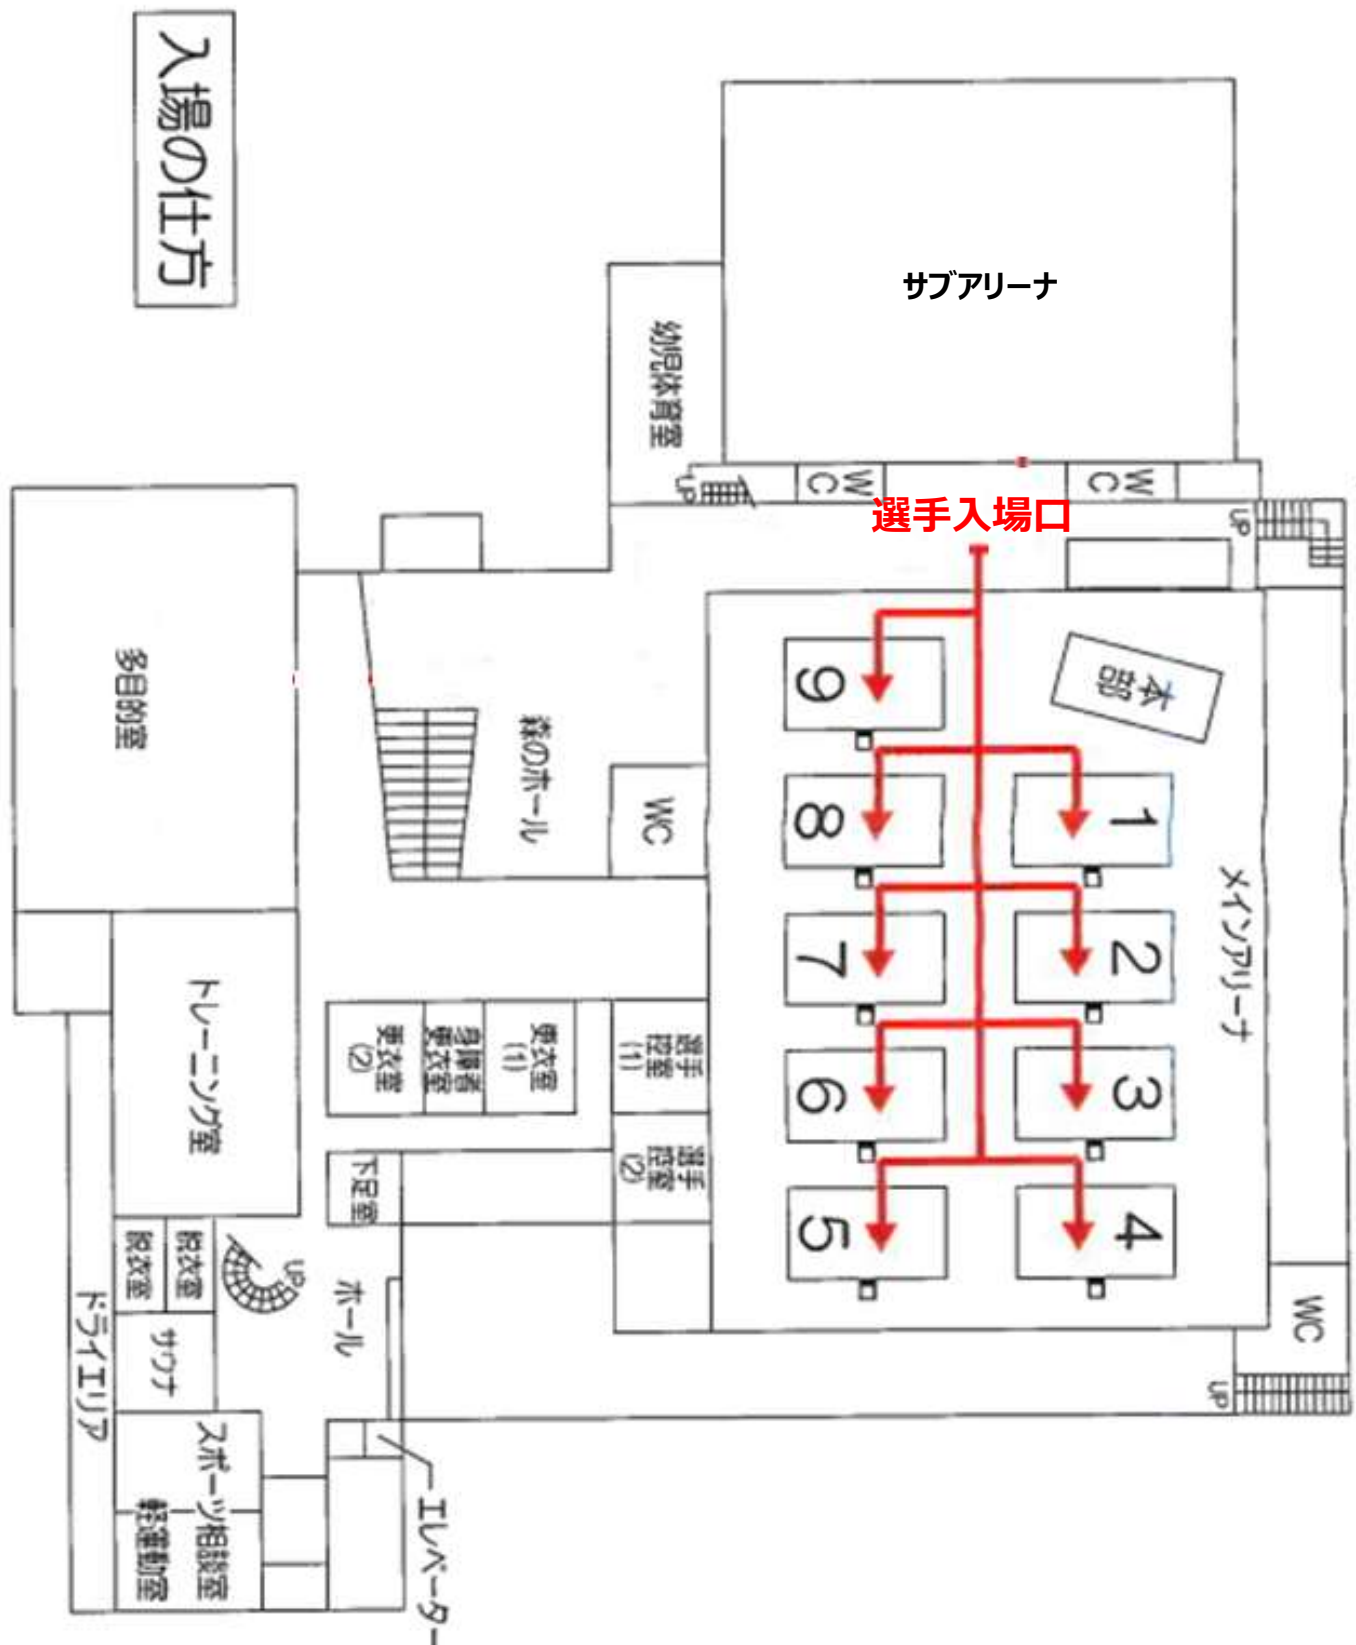 入場の仕方
サブアリーナ
幼児体育室
UP
WC
WC
選手入場口
UP
本部
9
8
7
6
5
1
2
3
4
メインアリーナ
多目的室
森のホール
WC
トレーニング室
更衣室
(2)
身障者
更衣室
更衣室
(1)
選手
控室
(1)
選手
控室
(2)
下足室
脱衣室
脱衣室
UP
ホール
サウナ
ドライエリア
スポーツ相談室
軽運動室
エレベーター
WC
UP